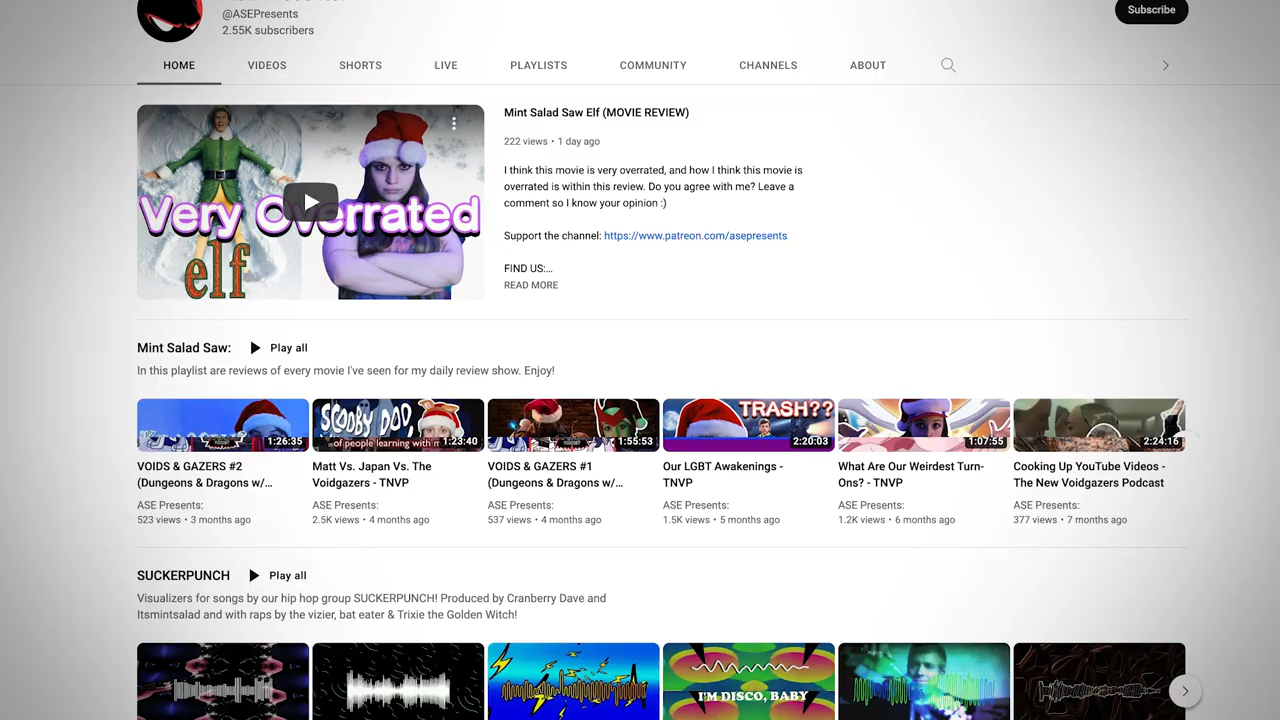 @ASEPresents
2.55K subscribers
Subscribe
HOME
VIDEOS
SHORTS
LIVE
PLAYLISTS
COMMUNITY
CHANNELS
ABOUT
Very Overrated
elf
Mint Salad Saw Elf (MOVIE REVIEW)
222 views • 1 day ago
I think this movie is very overrated, and how I think this movie is
overrated is within this review. Do you agree with me? Leave a
comment so I know your opinion :)
Support the channel: https://www.patreon.com/asepresents
FIND US:...
READ MORE
Mint Salad Saw:
Play all
In this playlist are reviews of every movie I've seen for my daily review show. Enjoy!
1:26:35
SCOOBY DOO
of people learning with m
1:23:40
1:55:53
TRASH??
2:20:03
1:07:55
2:24:16
VOIDS & GAZERS #2
(Dungeons & Dragons w/...
ASE Presents:
523 views • 3 months ago
Matt Vs. Japan Vs. The
Voidgazers - TNVP
ASE Presents:
2.5K views • 4 months ago
VOIDS & GAZERS #1
(Dungeons & Dragons w/...
ASE Presents:
537 views • 4 months ago
Our LGBT Awakenings -
TNVP
ASE Presents:
1.5K views • 5 months ago
What Are Our Weirdest Turn-
Ons? - TNVP
ASE Presents:
1.2K views • 6 months ago
Cooking Up YouTube Videos -
The New Voidgazers Podcast
ASE Presents:
377 views • 7 months ago
SUCKERPUNCH
Play all
Visualizers for songs by our hip hop group SUCKERPUNCH! Produced by Cranberry Dave and
Itsmintsalad and with raps by the vizier, bat eater & Trixie the Golden Witch!
I'M DISCO, BABY